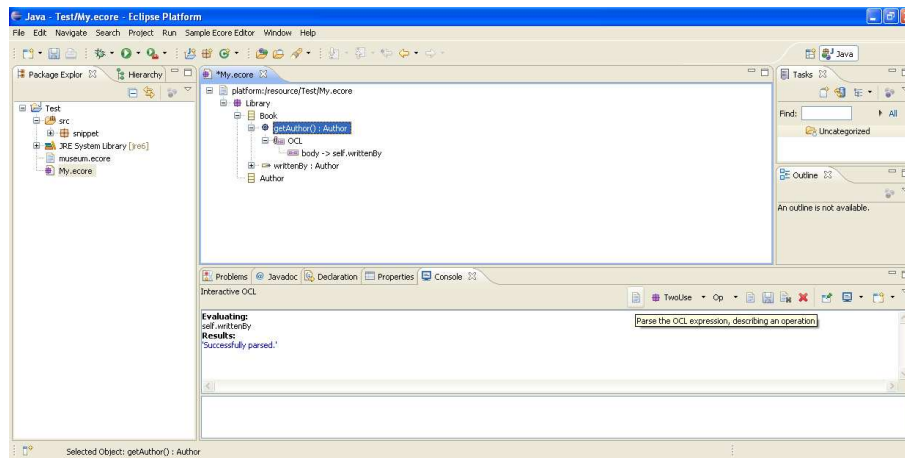 Java - Test/My.ecore - Eclipse Platform
File Edit Navigate Search Project Run Sample Ecore Editor Window Help
Java
Package Explor
Hierarchy
*My.ecore
Tasks
Test
src
snippet
JRE System Library [jre6]
museum.ecore
My.ecore
platform:/resource/Test/My.ecore
Library
Book
getAuthor() : Author
OCL
body -> self.writtenBy
writtenBy : Author
Author
Find:
All
Uncategorized
Outline
An outline is not available.
Problems @ Javadoc Declaration Properties Console
Interactive OCL
TwoUse Op
Parse the OCL expression, describing an operation
Evaluating:
self.writtenBy
Results:
'Successfully parsed.'
Selected Object: getAuthor() : Author